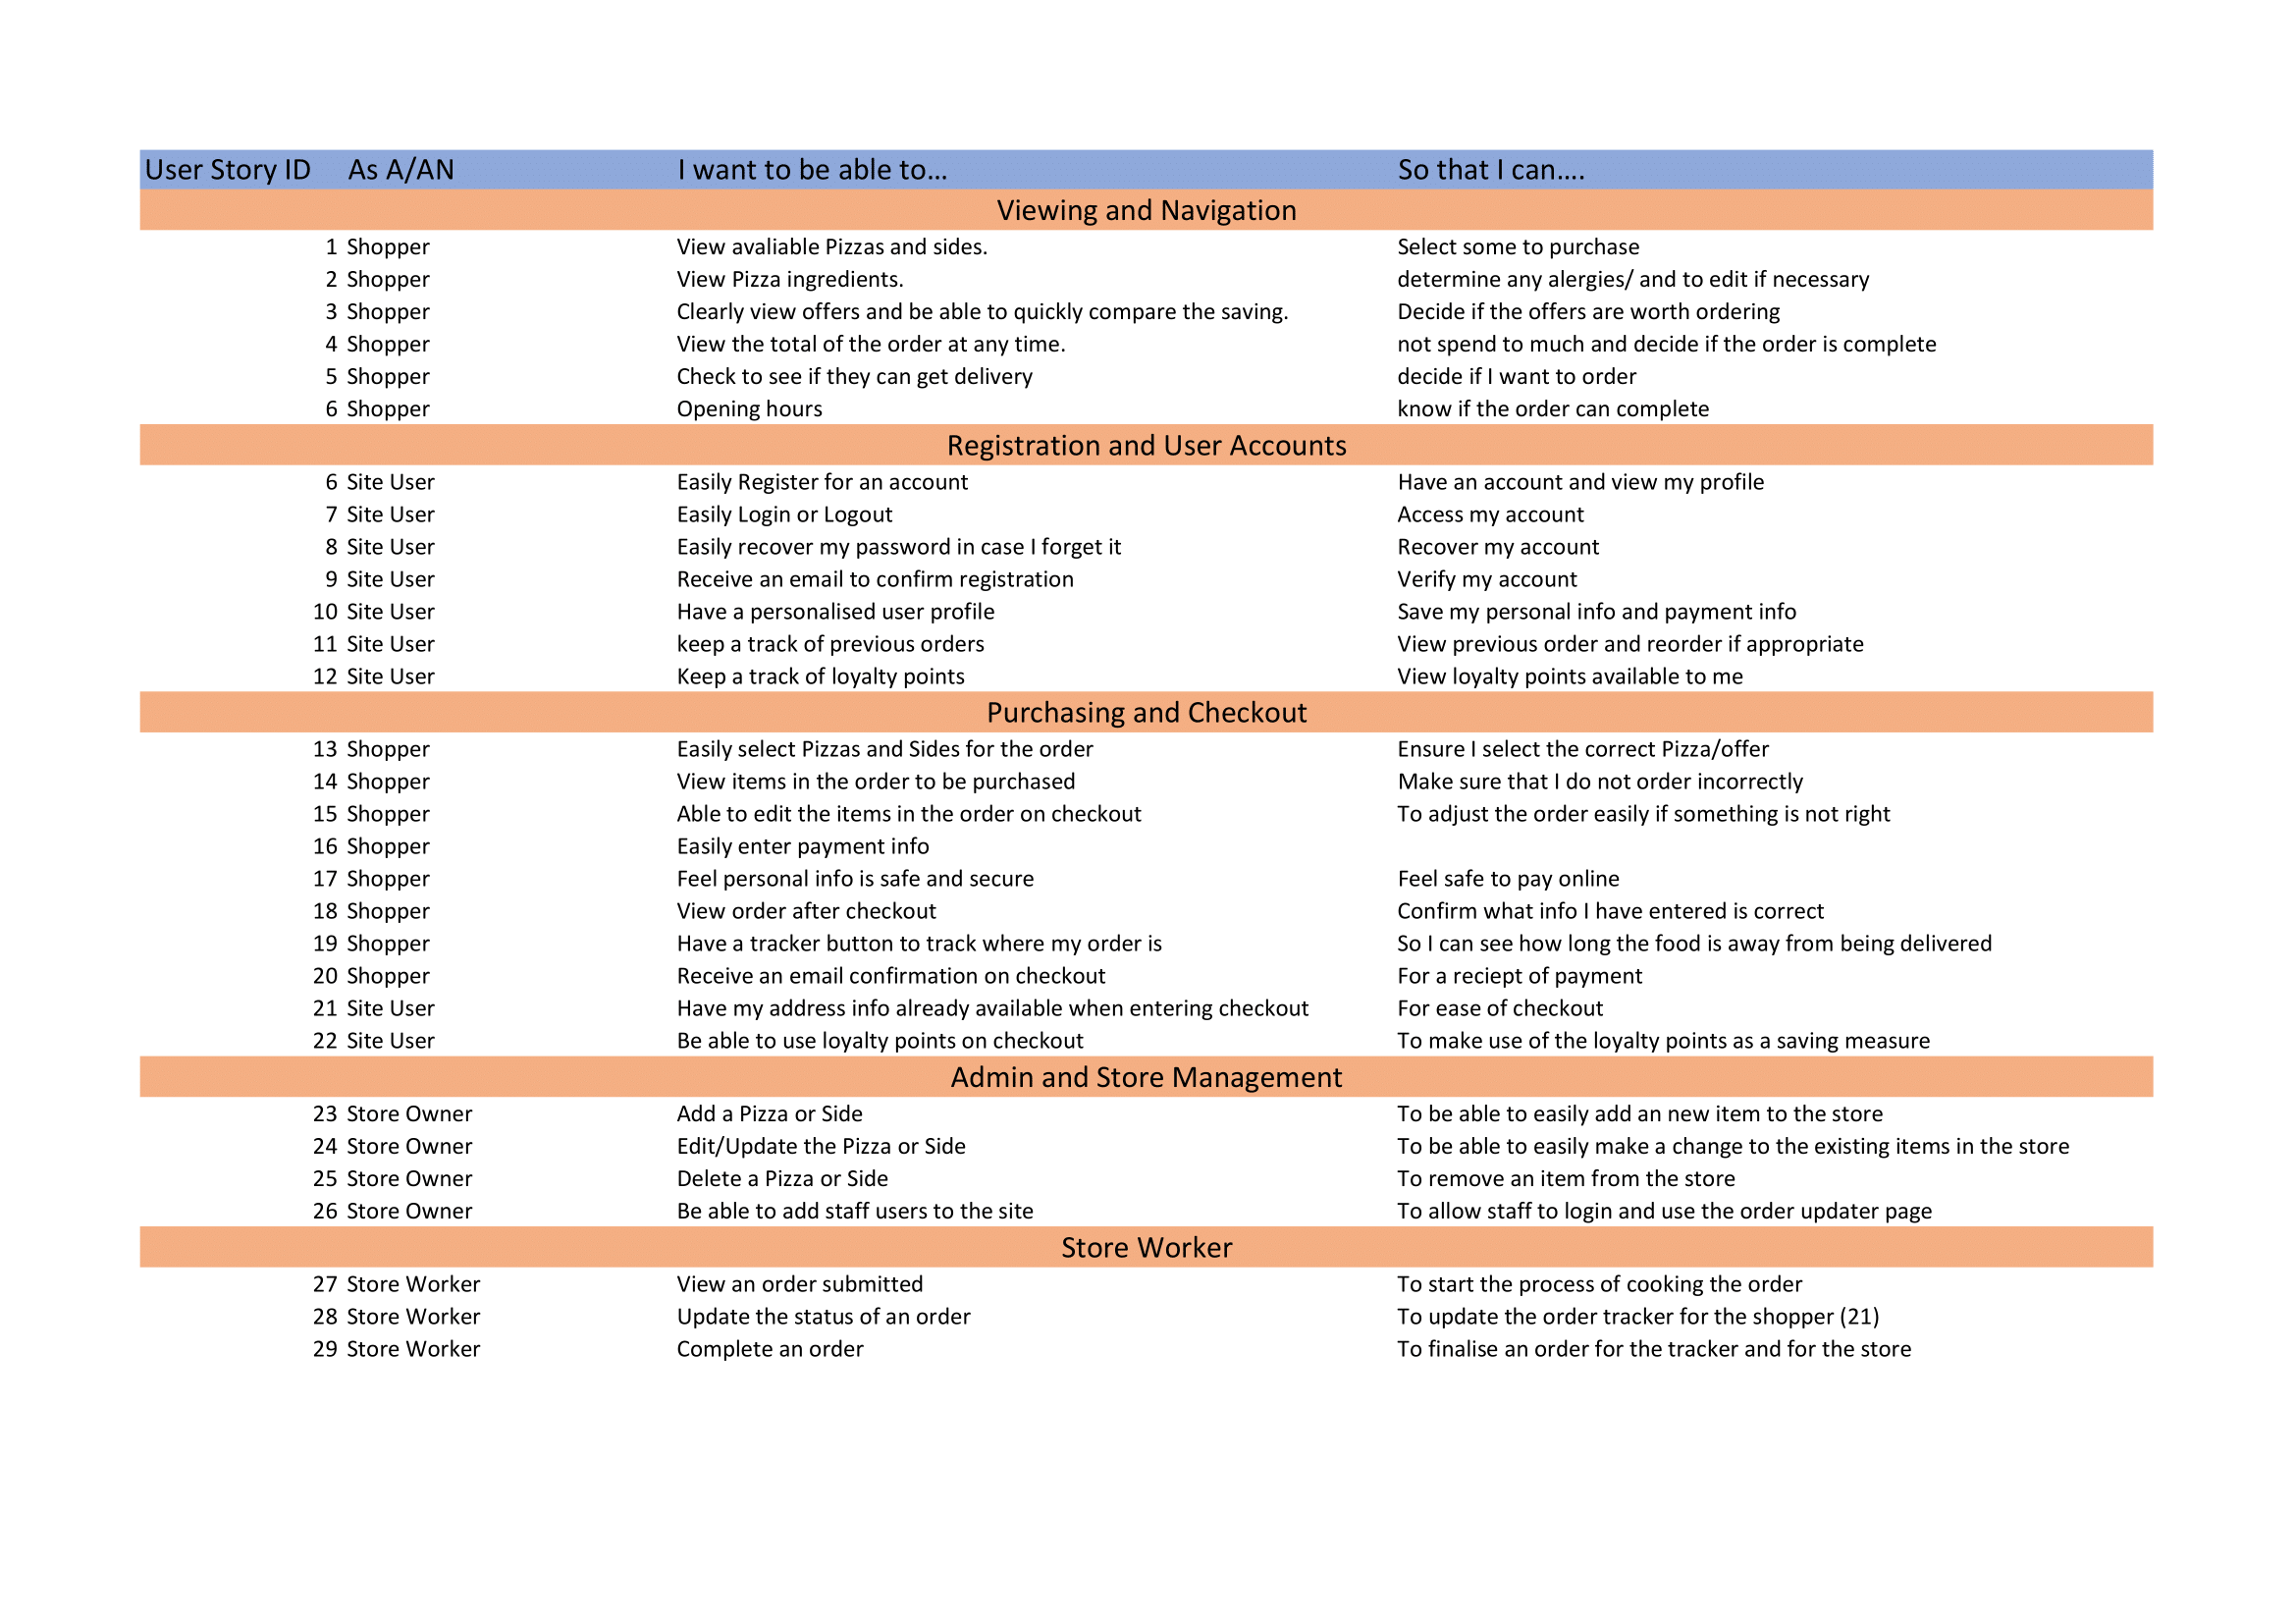 User Story ID As A/AN I want to be able to... So that I can....
Viewing and Navigation
1 Shopper View avaliable Pizzas and sides. Select some to purchase
2 Shopper View Pizza ingredients. determine any alergies/ and to edit if necessary
3 Shopper Clearly view offers and be able to quickly compare the saving. Decide if the offers are worth ordering
4 Shopper View the total of the order at any time. not spend to much and decide if the order is complete
5 Shopper Check to see if they can get delivery decide if I want to order
6 Shopper Opening hours know if the order can complete
Registration and User Accounts
6 Site User Easily Register for an account Have an account and view my profile
7 Site User Easily Login or Logout Access my account
8 Site User Easily recover my password in case I forget it Recover my account
9 Site User Receive an email to confirm registration Verify my account
10 Site User Have a personalised user profile Save my personal info and payment info
11 Site User keep a track of previous orders View previous order and reorder if appropriate
12 Site User Keep a track of loyalty points View loyalty points available to me
Purchasing and Checkout
13 Shopper Easily select Pizzas and Sides for the order Ensure I select the correct Pizza/offer
14 Shopper View items in the order to be purchased Make sure that I do not order incorrectly
15 Shopper Able to edit the items in the order on checkout To adjust the order easily if something is not right
16 Shopper Easily enter payment info
17 Shopper Feel personal info is safe and secure Feel safe to pay online
18 Shopper View order after checkout Confirm what info I have entered is correct
19 Shopper Have a tracker button to track where my order is So I can see how long the food is away from being delivered
20 Shopper Receive an email confirmation on checkout For a reciept of payment
21 Site User Have my address info already available when entering checkout For ease of checkout
22 Site User Be able to use loyalty points on checkout To make use of the loyalty points as a saving measure
Admin and Store Management
23 Store Owner Add a Pizza or Side To be able to easily add an new item to the store
24 Store Owner Edit/Update the Pizza or Side To be able to easily make a change to the existing items in the store
25 Store Owner Delete a Pizza or Side To remove an item from the store
26 Store Owner Be able to add staff users to the site To allow staff to login and use the order updater page
Store Worker
27 Store Worker View an order submitted To start the process of cooking the order
28 Store Worker Update the status of an order To update the order tracker for the shopper (21)
29 Store Worker Complete an order To finalise an order for the tracker and for the store